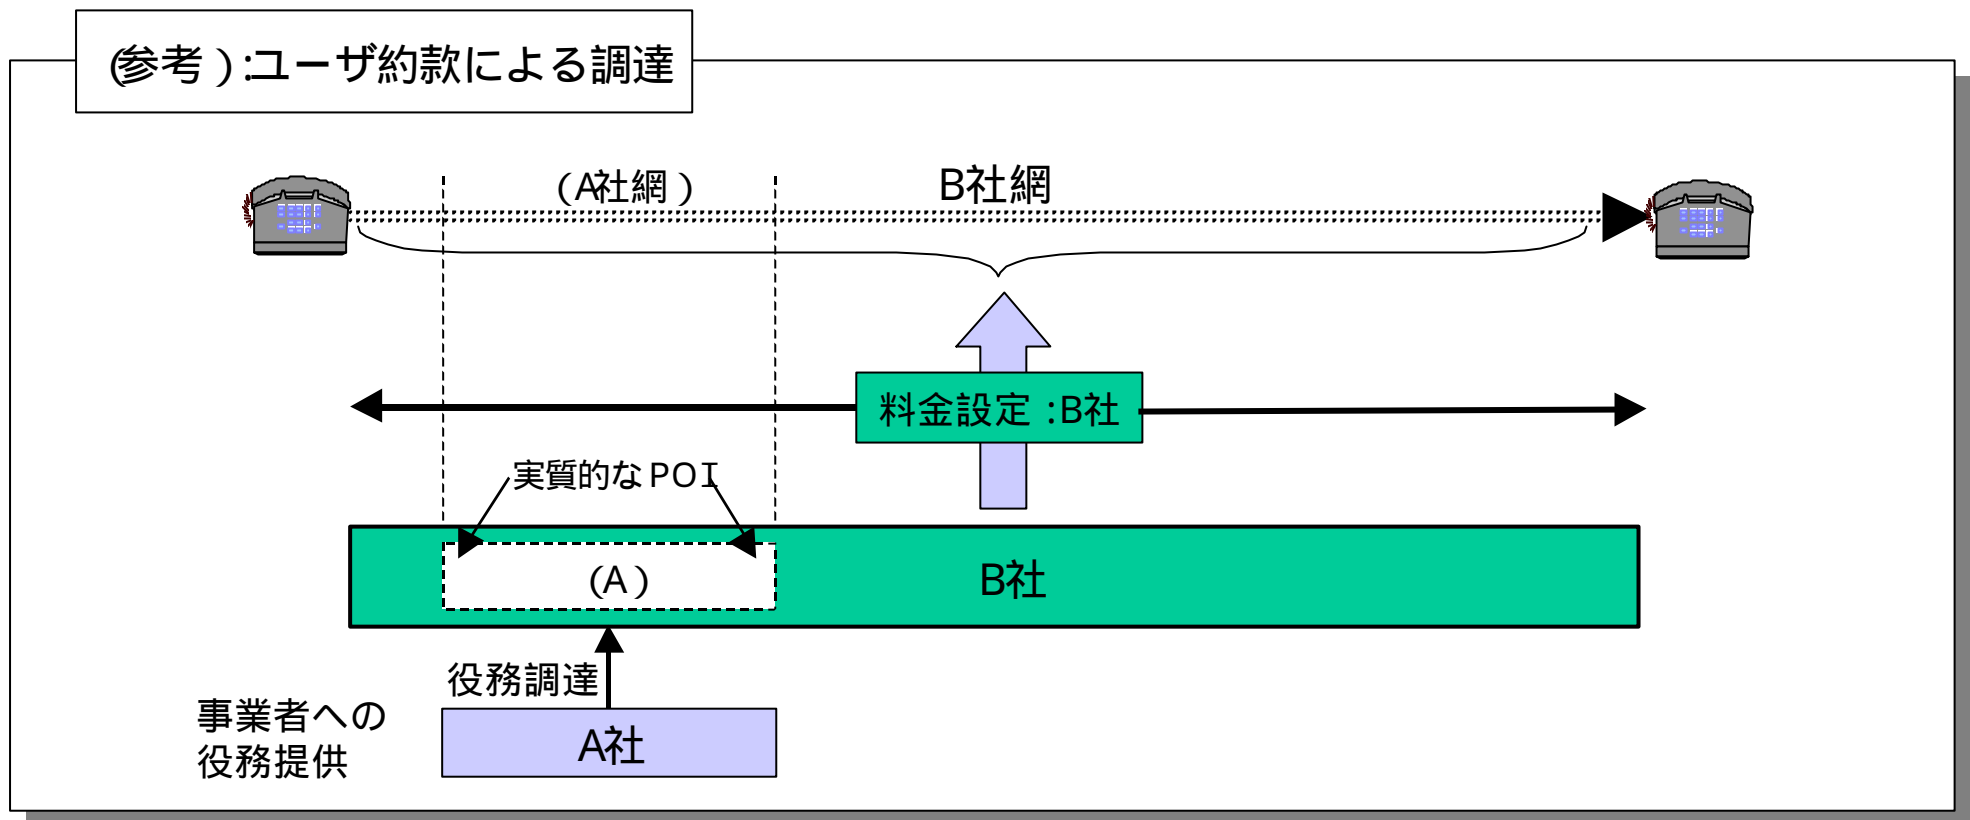 (参考):ユーザ約款による調達
(A社網)
B社網
料金設定:B社
実質的なPOI
(A)
B社
役務調達
事業者への
役務提供
A社